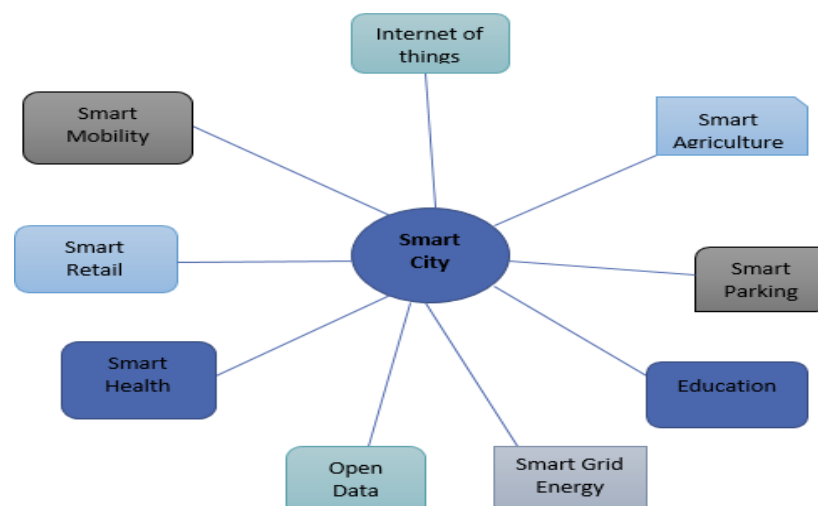 Internet of
things
Smart
Mobility
Smart
Agriculture
Smart
City
Smart
Retail
Smart
Parking
Smart
Health
Education
Open
Data
Smart Grid
Energy